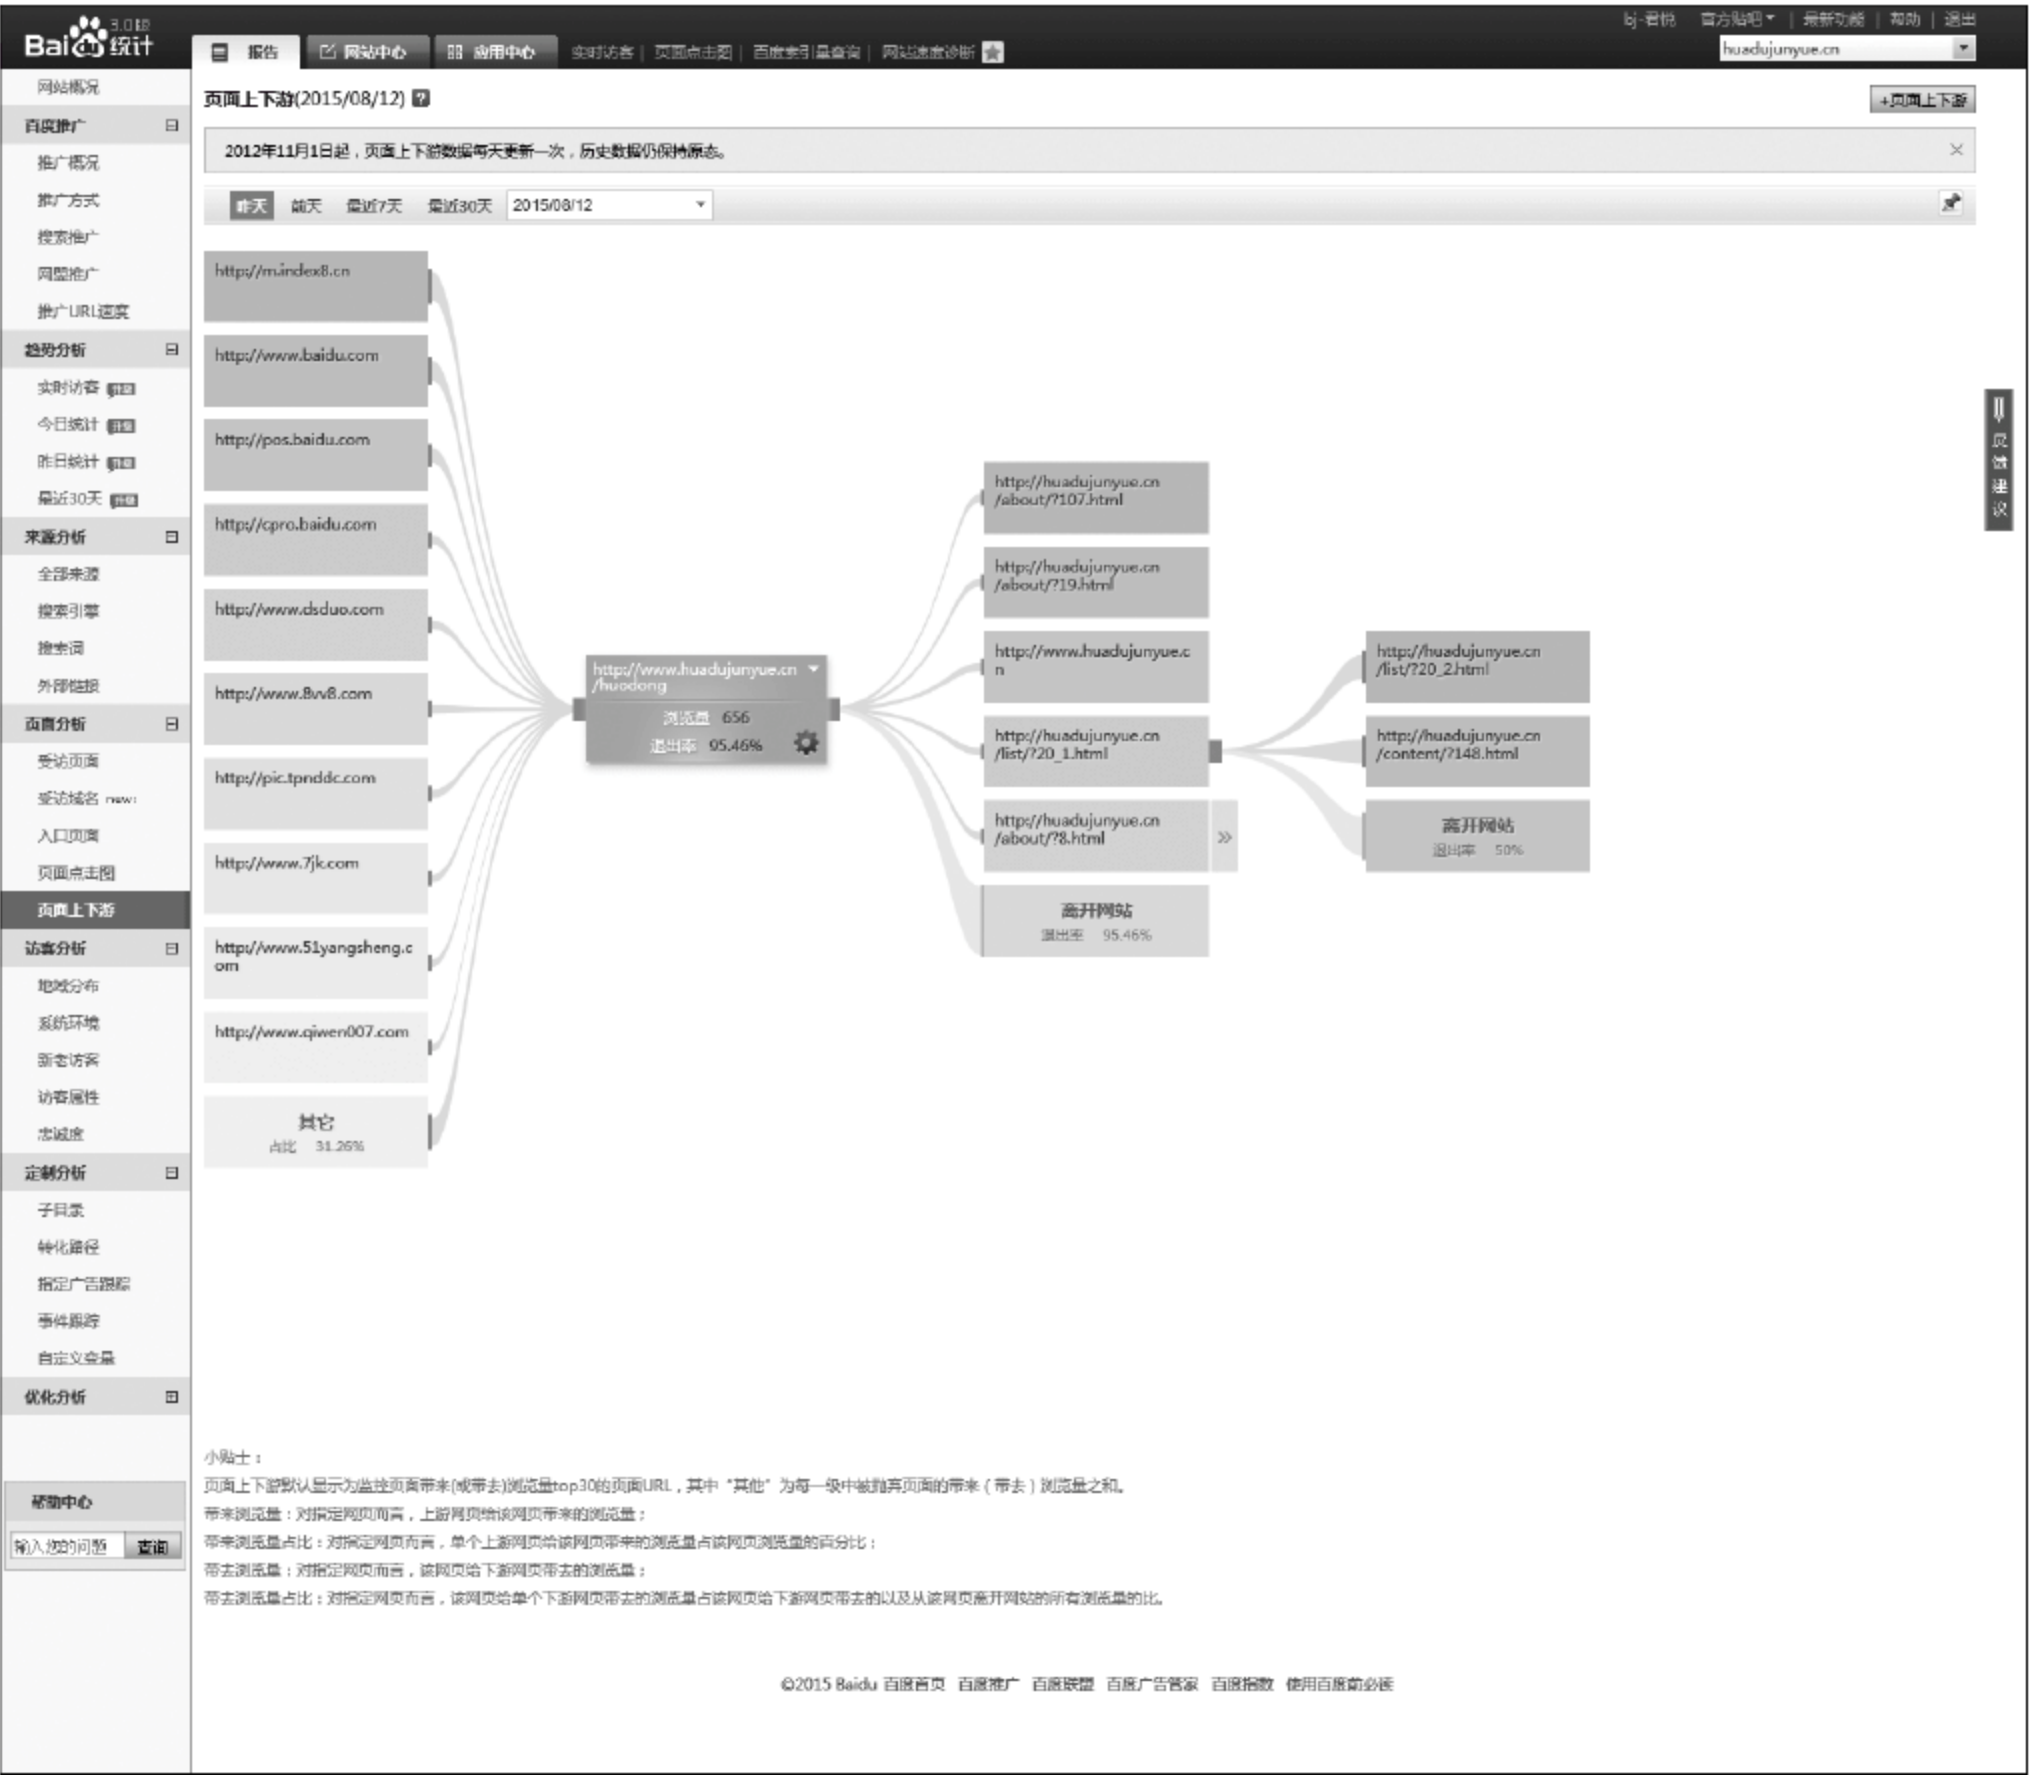 Bai 统计 3.0版
报告
网站中心
应用中心
实时访客 | 页面点击图 | 百度索引量查询 | 网站速度诊断
bj-君悦 官方贴吧 | 最新功能 | 帮助 | 退出
huadujunyue.cn
网站概况
百度推广
推广概况
推广方式
搜索推广
网盟推广
推广URL速度
趋势分析
实时访客
今日统计
昨日统计
最近30天
来源分析
全部来源
搜索引擎
搜索词
外部链接
页面分析
受访页面
受访域名 new!
入口页面
页面点击图
页面上下游
访客分析
地域分布
系统环境
新老访客
访客属性
忠诚度
定制分析
子目录
转化路径
指定广告跟踪
事件跟踪
自定义变量
优化分析
帮助中心
输入您的问题 查询
页面上下游(2015/08/12) ?
+页面上下游
2012年11月1日起，页面上下游数据每天更新一次，历史数据仍保持原态。
昨天 前天 最近7天 最近30天 2015/08/12
http://m.index8.cn
http://www.baidu.com
http://pos.baidu.com
http://cpro.baidu.com
http://www.dsduo.com
http://www.8vv8.com
http://pic.tpnddc.com
http://www.7jk.com
http://www.51yangsheng.c
om
http://www.qiwen007.com
其它
占比 31.26%
http://www.huadujunyue.cn
/huodong
浏览量 656
退出率 95.46%
http://huadujunyue.cn
/about/?107.html
http://huadujunyue.cn
/about/?19.html
http://www.huadujunyue.c
n
http://huadujunyue.cn
/list/?20_1.html
http://huadujunyue.cn
/about/?8.html
»
离开网站
退出率 95.46%
http://huadujunyue.cn
/list/?20_2.html
http://huadujunyue.cn
/content/?148.html
离开网站
退出率 50%
反馈建议
小贴士：
页面上下游默认显示为监控页面带来(或带去)浏览量top30的页面URL，其中“其他”为每一级中被抛弃页面的带来（带去）浏览量之和。
带来浏览量：对指定网页而言，上游网页给该网页带来的浏览量；
带来浏览量占比：对指定网页而言，单个上游网页给该网页带来的浏览量占该网页浏览量的百分比；
带去浏览量：对指定网页而言，该网页给下游网页带去的浏览量；
带去浏览量占比：对指定网页而言，该网页给单个下游网页带去的浏览量占该网页给下游网页带去的以及从该网页离开网站的所有浏览量的比。
©2015 Baidu 百度首页 百度推广 百度联盟 百度广告管家 百度指数 使用百度前必读